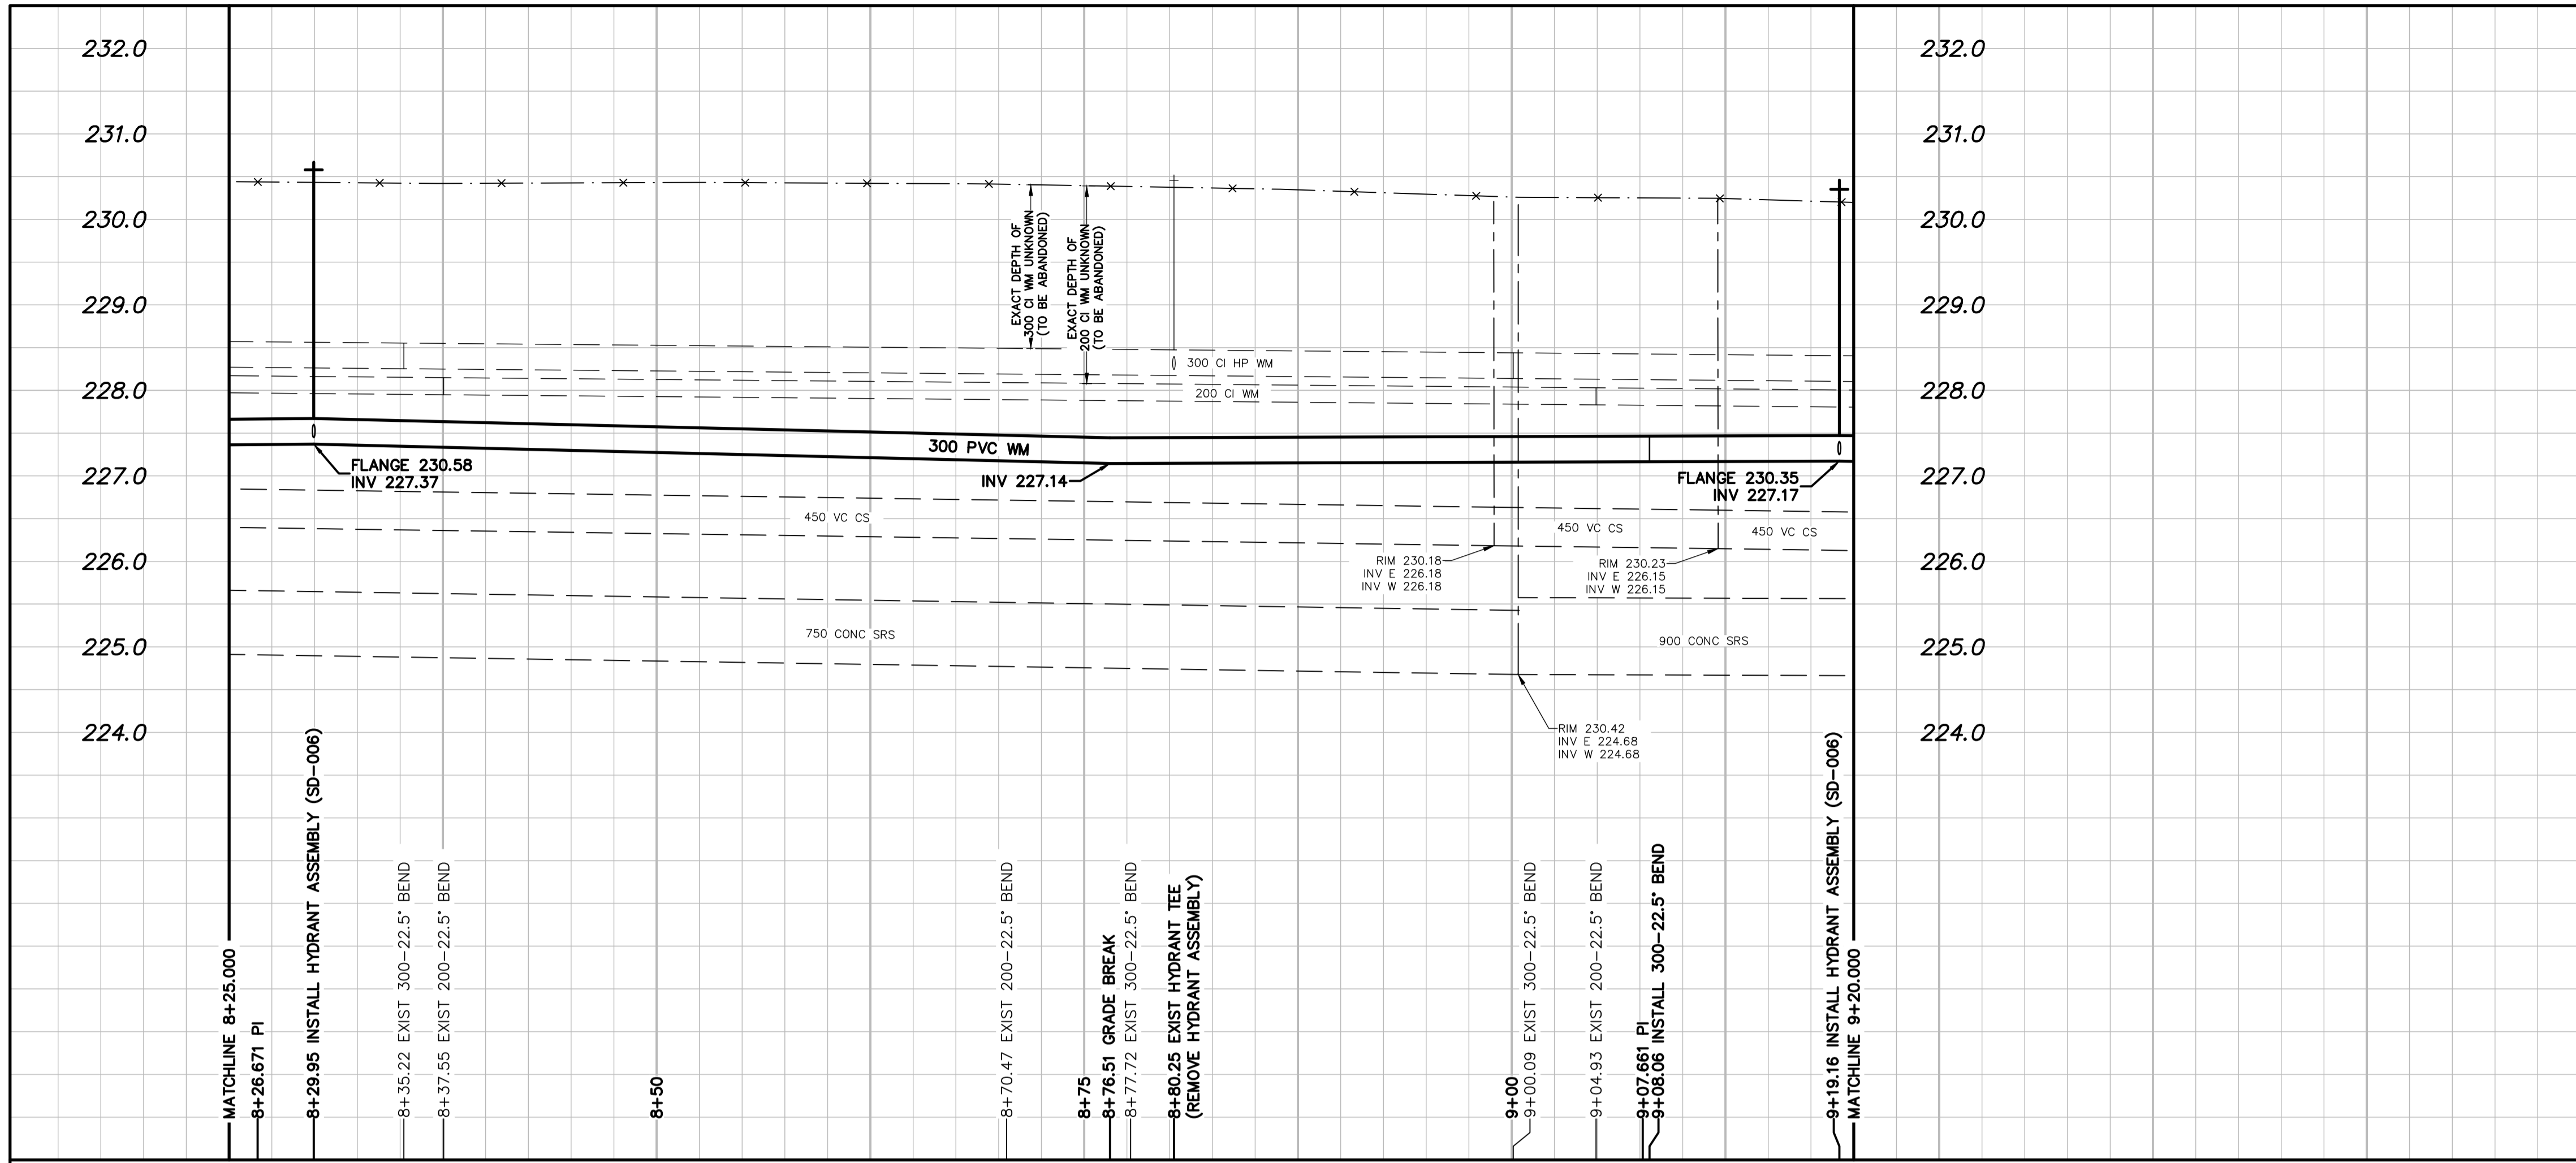 232.0
232.0
231.0
231.0
230.0
230.0
229.0
229.0
228.0
228.0
227.0
227.0
226.0
226.0
225.0
225.0
224.0
224.0
EXACT DEPTH OF
300 CI WM UNKNOWN
(TO BE ABANDONED)
EXACT DEPTH OF
200 CI WM UNKNOWN
(TO BE ABANDONED)
300 CI HP WM
200 CI WM
300 PVC WM
FLANGE 230.58
INV 227.37
INV 227.14
FLANGE 230.35
INV 227.17
450 VC CS
450 VC CS
450 VC CS
RIM 230.18
INV E 226.18
INV W 226.18
RIM 230.23
INV E 226.15
INV W 226.15
750 CONC SRS
900 CONC SRS
RIM 230.42
INV E 224.68
INV W 224.68
MATCHLINE 8+25.000
8+26.671 PI
8+29.95 INSTALL HYDRANT ASSEMBLY (SD-006)
8+35.22 EXIST 300-22.5° BEND
8+37.55 EXIST 200-22.5° BEND
8+50
8+70.47 EXIST 200-22.5° BEND
8+75
8+76.51 GRADE BREAK
8+77.72 EXIST 300-22.5° BEND
8+80.25 EXIST HYDRANT TEE
(REMOVE HYDRANT ASSEMBLY)
9+00
9+00.09 EXIST 300-22.5° BEND
9+04.93 EXIST 200-22.5° BEND
9+07.661 PI
9+08.06 INSTALL 300-22.5° BEND
9+19.16 INSTALL HYDRANT ASSEMBLY (SD-006)
MATCHLINE 9+20.000